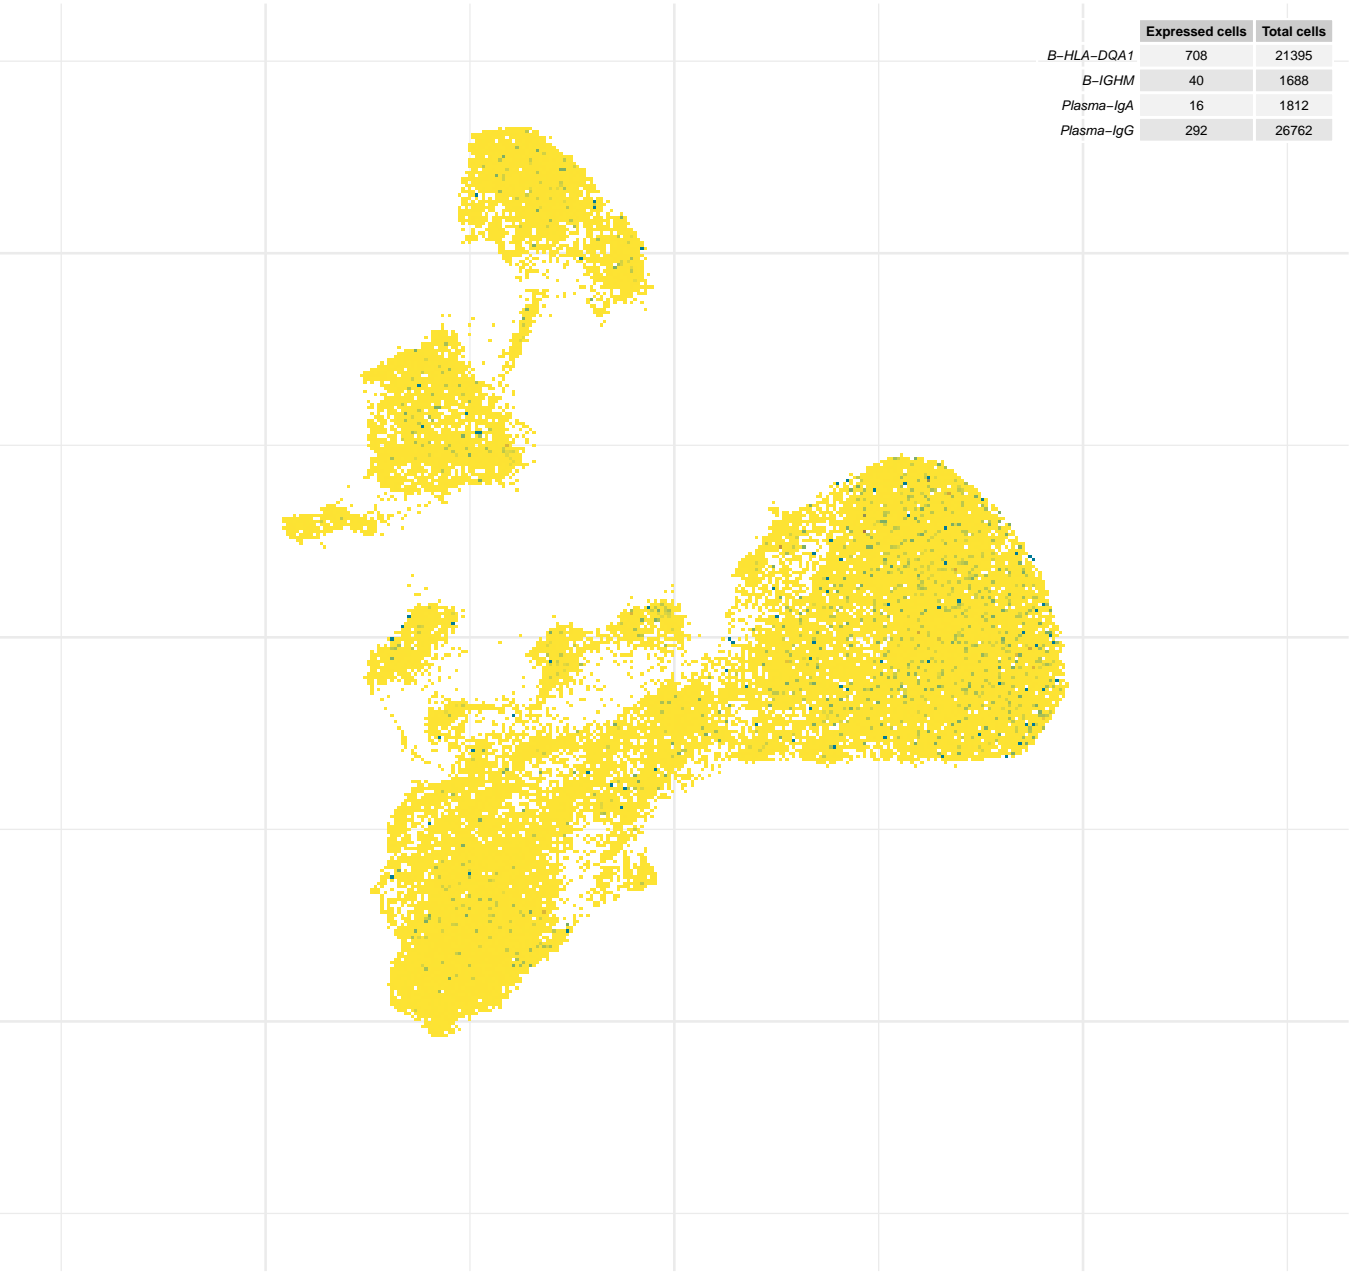 Expressed cells Total cells
B−HLA−DQA1 708 21395
B−IGHM 40 1688
Plasma−IgA 16 1812
Plasma−IgG 292 26762